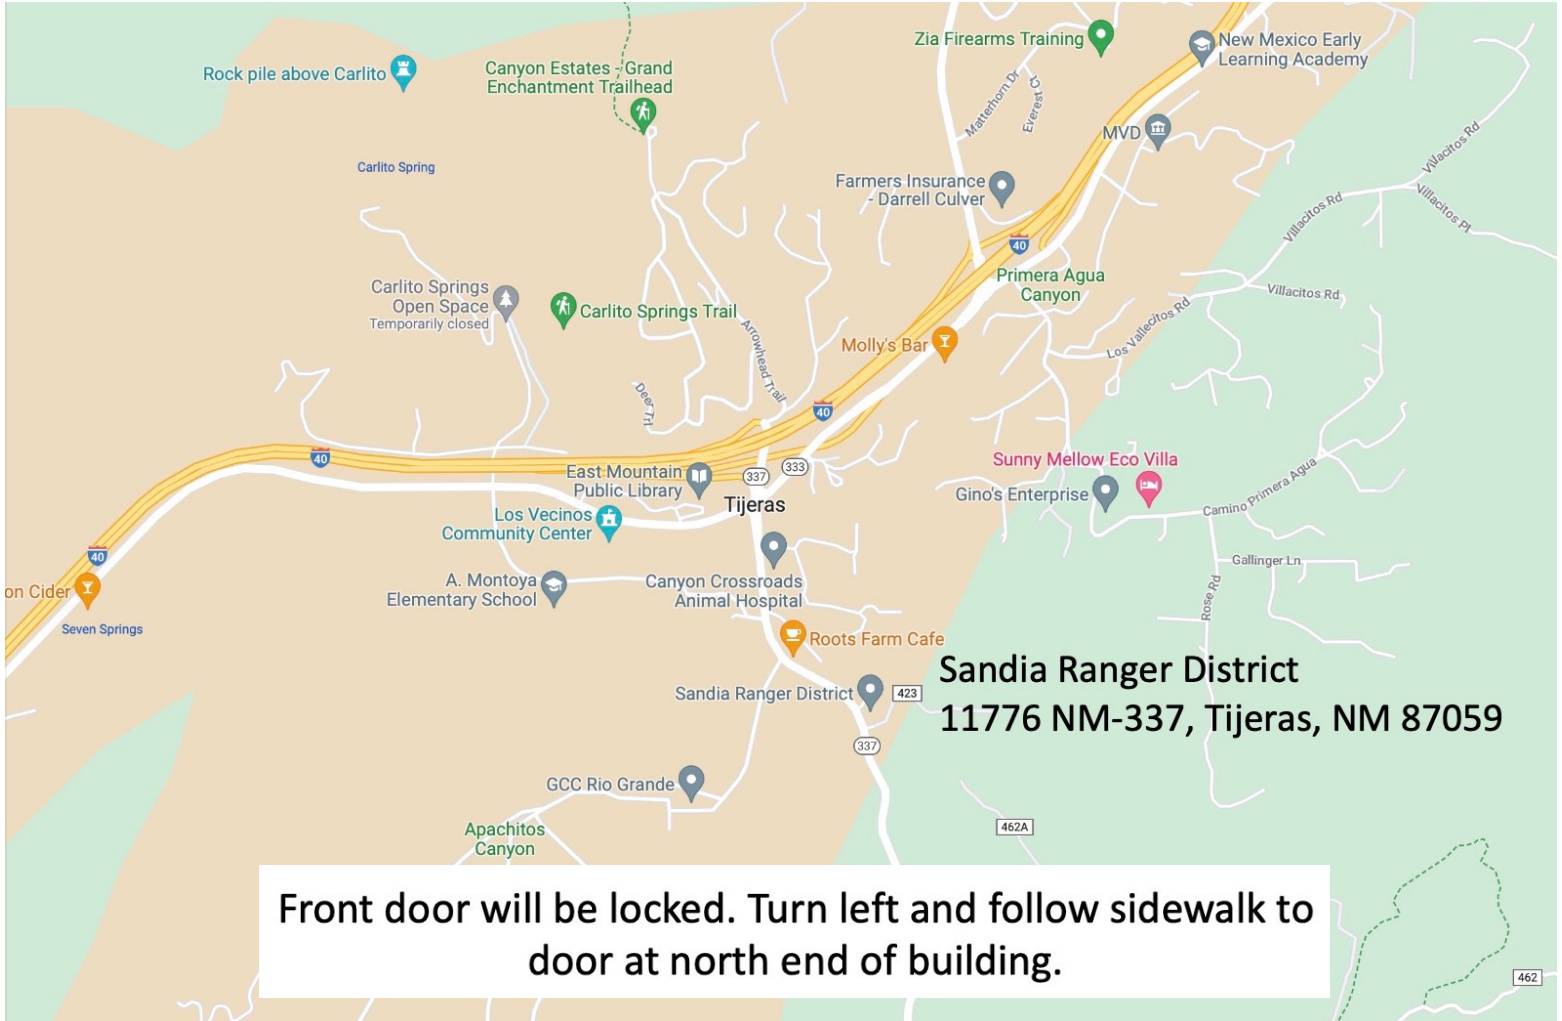 Zia Firearms Training
New Mexico Early
Learning Academy
Rock pile above Carlito
Canyon Estates - Grand
Enchantment Trailhead
Matterhorn Dr
Everest Ct
MVD
Villacitos Rd
Carlito Spring
Farmers Insurance
- Darrell Culver
Villacitos Rd
Villacitos Pl
40
Primera Agua
Canyon
Carlito Springs
Open Space
Temporarily closed
Carlito Springs Trail
Villacitos Rd
Los Vallecitos Rd
Arrowhead Trail
Molly's Bar
Deer Trl
40
40
East Mountain
Public Library
337
333
Tijeras
Sunny Mellow Eco Villa
Gino's Enterprise
Camino Primera Agua
Los Vecinos
Community Center
40
on Cider
Seven Springs
A. Montoya
Elementary School
Canyon Crossroads
Animal Hospital
Gallinger Ln
Rose Rd
Roots Farm Cafe
Sandia Ranger District
423
Sandia Ranger District
11776 NM-337, Tijeras, NM 87059
337
GCC Rio Grande
Apachitos
Canyon
462A
Front door will be locked. Turn left and follow sidewalk to
door at north end of building.
462